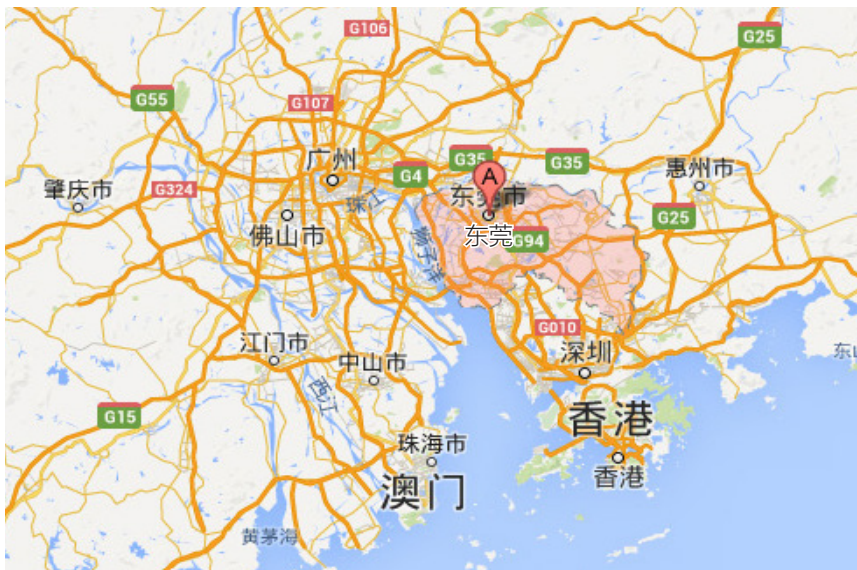 G106
G25
G55
G107
广州
G4
G35
G35
惠州市
肇庆市
G324
A
东莞市
珠江
佛山市
东莞
G94
G25
狮子洋
G010
江门市
中山市
深圳
西江
香港
G15
珠海市
香港
澳门
黄茅海